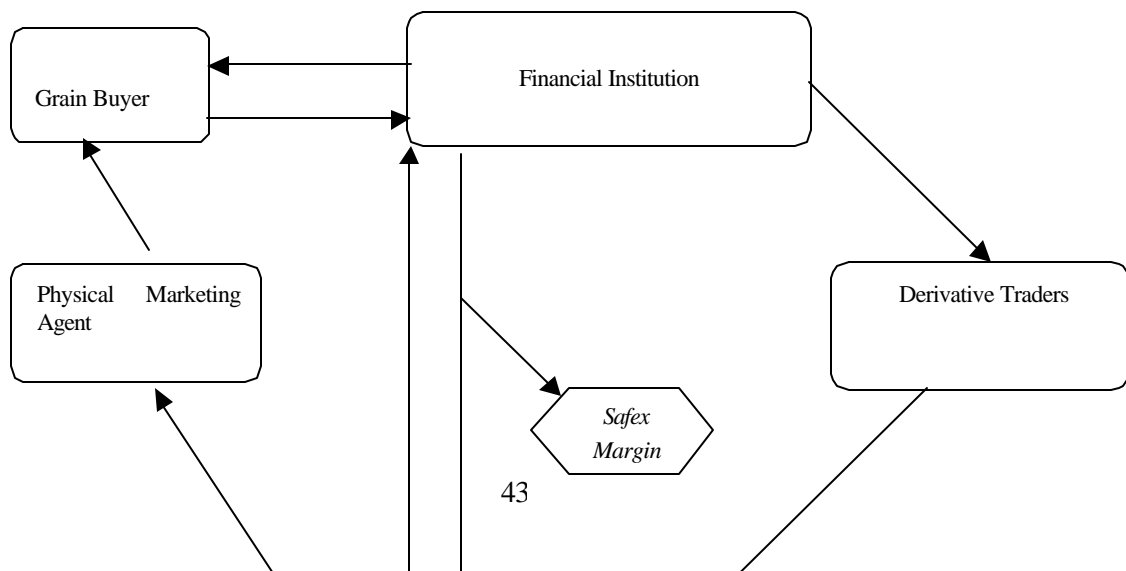 Financial Institution
Grain Buyer
Physical Marketing
Agent
Derivative Traders
Safex
Margin
43